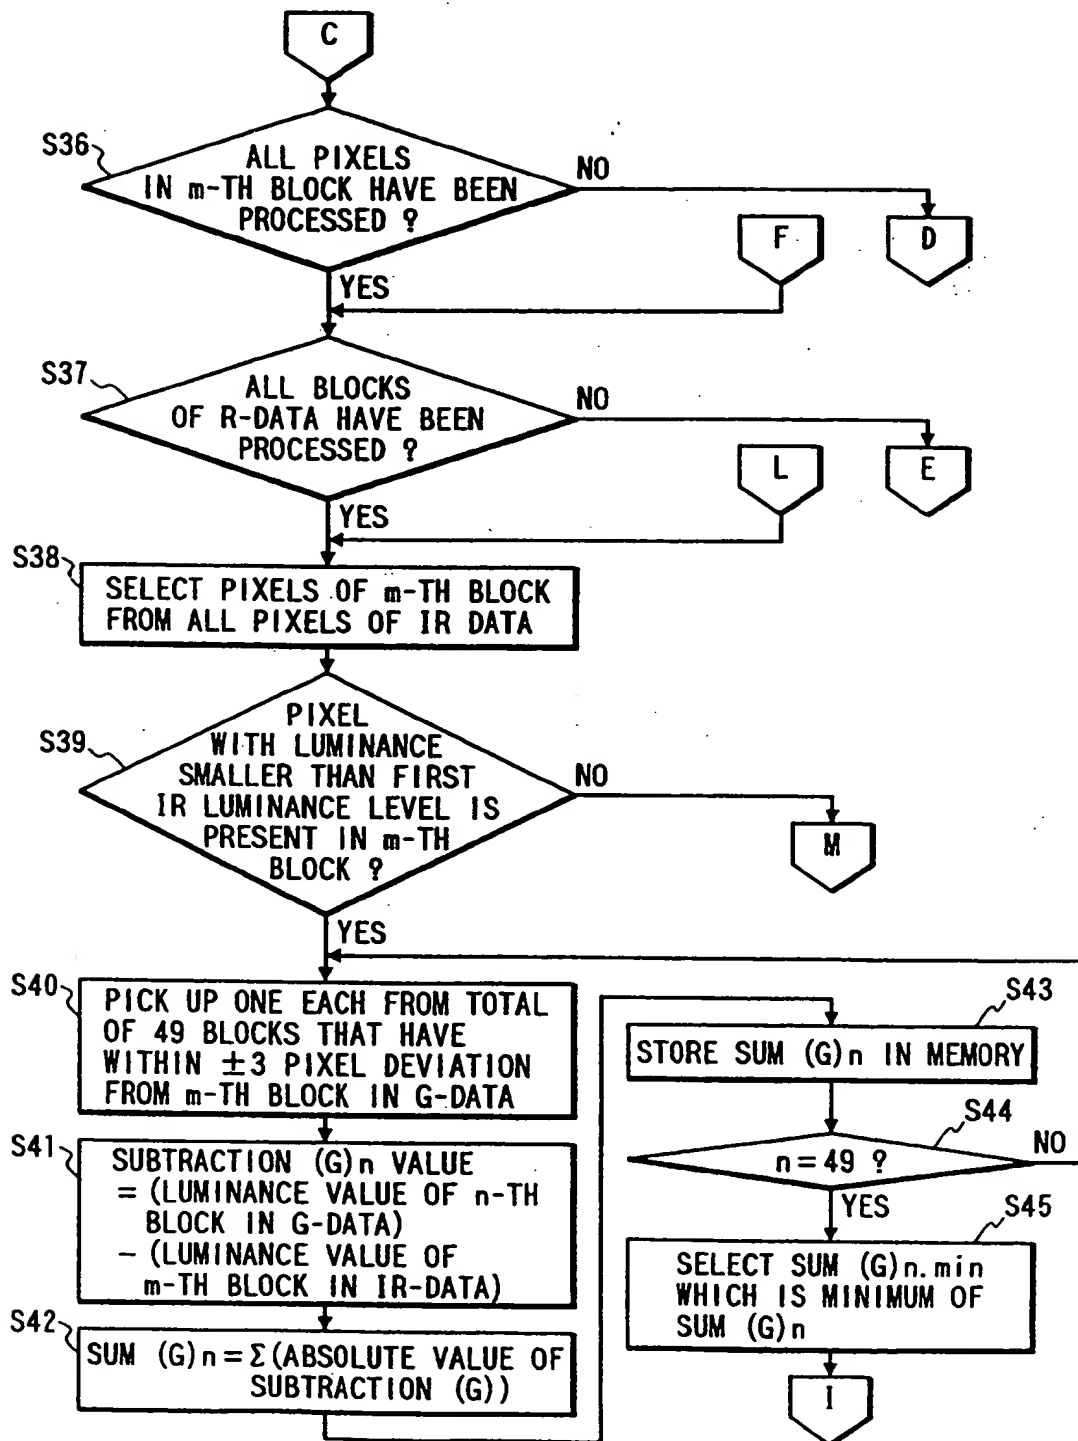 C
S36
ALL PIXELS
IN m-TH BLOCK HAVE BEEN
PROCESSED ?
NO
D
F
YES
S37
ALL BLOCKS
OF R-DATA HAVE BEEN
PROCESSED ?
NO
E
L
YES
S38
SELECT PIXELS OF m-TH BLOCK
FROM ALL PIXELS OF IR DATA
S39
PIXEL
WITH LUMINANCE
SMALLER THAN FIRST
IR LUMINANCE LEVEL IS
PRESENT IN m-TH
BLOCK ?
NO
M
YES
S40
PICK UP ONE EACH FROM TOTAL
OF 49 BLOCKS THAT HAVE
WITHIN ±3 PIXEL DEVIATION
FROM m-TH BLOCK IN G-DATA
S41
SUBTRACTION (G)n VALUE
= (LUMINANCE VALUE OF n-TH
BLOCK IN G-DATA)
- (LUMINANCE VALUE OF
m-TH BLOCK IN IR-DATA)
S42
SUM (G)n=Σ(ABSOLUTE VALUE OF
SUBTRACTION (G))
S43
STORE SUM (G)n IN MEMORY
S44
n=49 ?
NO
YES
S45
SELECT SUM (G)n.min
WHICH IS MINIMUM OF
SUM (G)n
I